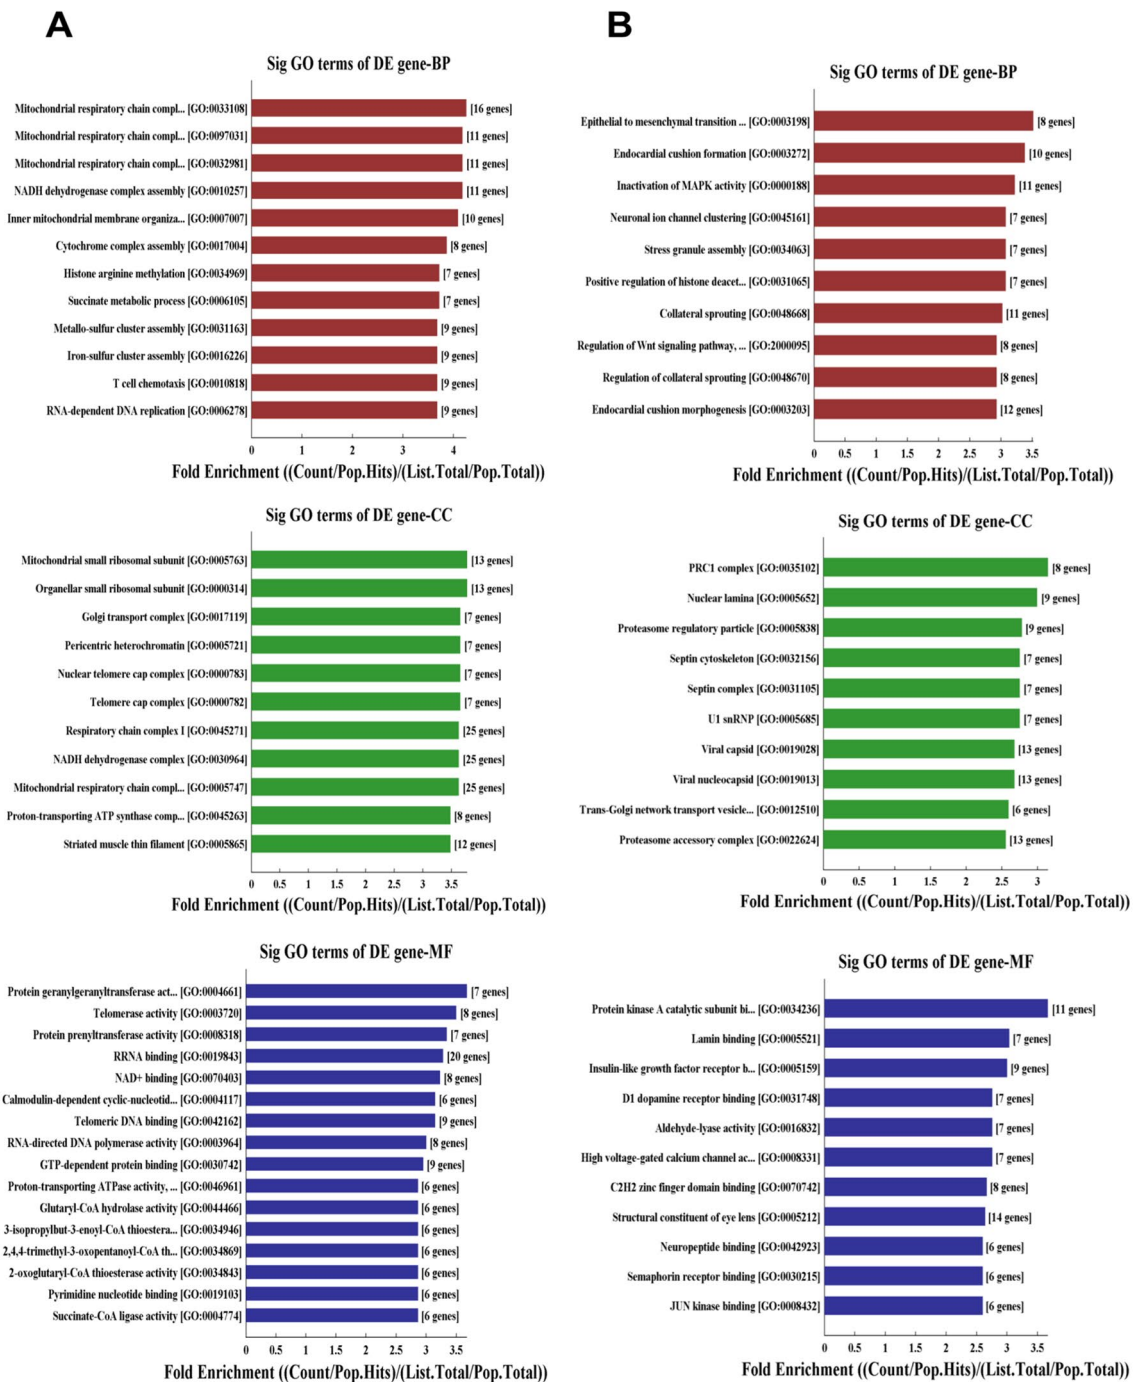 A
Sig GO terms of DE gene-BP
Mitochondrial respiratory chain compl... [GO:0033108] [16 genes]
Mitochondrial respiratory chain compl... [GO:0097031] [11 genes]
Mitochondrial respiratory chain compl... [GO:0032981] [11 genes]
NADH dehydrogenase complex assembly [GO:0010257] [11 genes]
Inner mitochondrial membrane organiza... [GO:0007007] [10 genes]
Cytochrome complex assembly [GO:0017004] [8 genes]
Histone arginine methylation [GO:0034969] [7 genes]
Succinate metabolic process [GO:0006105] [7 genes]
Metallo-sulfur cluster assembly [GO:0031163] [9 genes]
Iron-sulfur cluster assembly [GO:0016226] [9 genes]
T cell chemotaxis [GO:0010818] [9 genes]
RNA-dependent DNA replication [GO:0006278] [9 genes]
0 1 2 3 4
Fold Enrichment ((Count/Pop.Hits)/(List.Total/Pop.Total))
Sig GO terms of DE gene-CC
Mitochondrial small ribosomal subunit [GO:0005763] [13 genes]
Organellar small ribosomal subunit [GO:0000314] [13 genes]
Golgi transport complex [GO:0017119] [7 genes]
Pericentric heterochromatin [GO:0005721] [7 genes]
Nuclear telomere cap complex [GO:0000783] [7 genes]
Telomere cap complex [GO:0000782] [7 genes]
Respiratory chain complex I [GO:0045271] [25 genes]
NADH dehydrogenase complex [GO:0030964] [25 genes]
Mitochondrial respiratory chain compl... [GO:0005747] [25 genes]
Proton-transporting ATP synthase comp... [GO:0045263] [8 genes]
Striated muscle thin filament [GO:0005865] [12 genes]
0 0.5 1 1.5 2 2.5 3 3.5
Fold Enrichment ((Count/Pop.Hits)/(List.Total/Pop.Total))
Sig GO terms of DE gene-MF
Protein geranylgeranyltransferase act... [GO:0004661] [7 genes]
Telomerase activity [GO:0003720] [8 genes]
Protein prenyltransferase activity [GO:0008318] [7 genes]
RRNA binding [GO:0019843] [20 genes]
NAD+ binding [GO:0070403] [8 genes]
Calmodulin-dependent cyclic-nucleotid... [GO:0004117] [6 genes]
Telomeric DNA binding [GO:0042162] [9 genes]
RNA-directed DNA polymerase activity [GO:0003964] [8 genes]
GTP-dependent protein binding [GO:0030742] [9 genes]
Proton-transporting ATPase activity, ... [GO:0046961] [6 genes]
Glutaryl-CoA hydrolase activity [GO:0044466] [6 genes]
3-isopropylbut-3-enoyl-CoA thioestera... [GO:0034946] [6 genes]
2,4,4-trimethyl-3-oxopentanoyl-CoA th... [GO:0034869] [6 genes]
2-oxoglutaryl-CoA thioesterase activity [GO:0034843] [6 genes]
Pyrimidine nucleotide binding [GO:0019103] [6 genes]
Succinate-CoA ligase activity [GO:0004774] [6 genes]
0 0.5 1 1.5 2 2.5 3 3.5
Fold Enrichment ((Count/Pop.Hits)/(List.Total/Pop.Total))
B
Sig GO terms of DE gene-BP
Epithelial to mesenchymal transition ... [GO:0003198] [8 genes]
Endocardial cushion formation [GO:0003272] [10 genes]
Inactivation of MAPK activity [GO:0000188] [11 genes]
Neuronal ion channel clustering [GO:0045161] [7 genes]
Stress granule assembly [GO:0034063] [7 genes]
Positive regulation of histone deacet... [GO:0031065] [7 genes]
Collateral sprouting [GO:0048668] [11 genes]
Regulation of Wnt signaling pathway, ... [GO:2000095] [8 genes]
Regulation of collateral sprouting [GO:0048670] [8 genes]
Endocardial cushion morphogenesis [GO:0003203] [12 genes]
0 0.5 1 1.5 2 2.5 3 3.5
Fold Enrichment ((Count/Pop.Hits)/(List.Total/Pop.Total))
Sig GO terms of DE gene-CC
PRC1 complex [GO:0035102] [8 genes]
Nuclear lamina [GO:0005652] [9 genes]
Proteasome regulatory particle [GO:0005838] [9 genes]
Septin cytoskeleton [GO:0032156] [7 genes]
Septin complex [GO:0031105] [7 genes]
U1 snRNP [GO:0005685] [7 genes]
Viral capsid [GO:0019028] [13 genes]
Viral nucleocapsid [GO:0019013] [13 genes]
Trans-Golgi network transport vesicle... [GO:0012510] [6 genes]
Proteasome accessory complex [GO:0022624] [13 genes]
0 0.5 1 1.5 2 2.5 3
Fold Enrichment ((Count/Pop.Hits)/(List.Total/Pop.Total))
Sig GO terms of DE gene-MF
Protein kinase A catalytic subunit bi... [GO:0034236] [11 genes]
Lamin binding [GO:0005521] [7 genes]
Insulin-like growth factor receptor b... [GO:0005159] [9 genes]
D1 dopamine receptor binding [GO:0031748] [7 genes]
Aldehyde-lyase activity [GO:0016832] [7 genes]
High voltage-gated calcium channel ac... [GO:0008331] [7 genes]
C2H2 zinc finger domain binding [GO:0070742] [8 genes]
Structural constituent of eye lens [GO:0005212] [14 genes]
Neuropeptide binding [GO:0042923] [6 genes]
Semaphorin receptor binding [GO:0030215] [6 genes]
JUN kinase binding [GO:0008432] [6 genes]
0 0.5 1 1.5 2 2.5 3 3.5
Fold Enrichment ((Count/Pop.Hits)/(List.Total/Pop.Total))